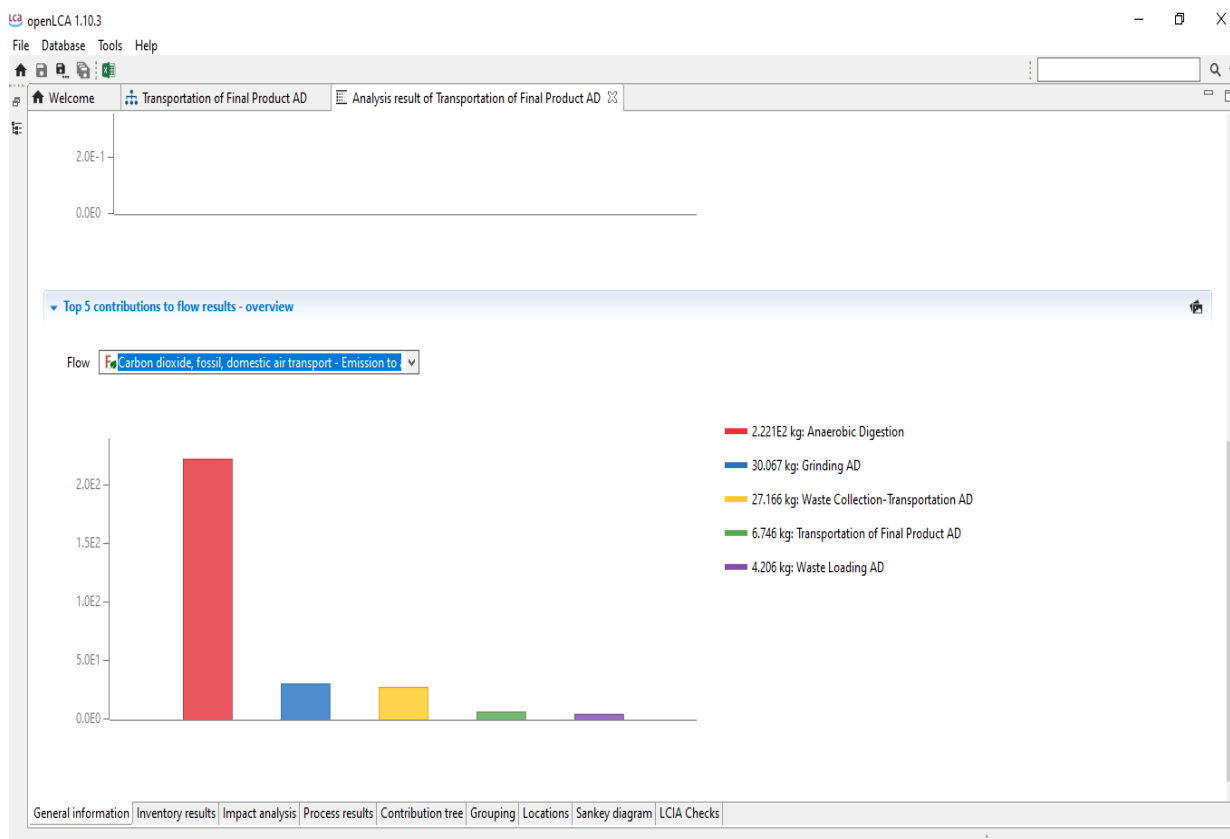 LCA openLCA 1.10.3
File Database Tools Help
Welcome Transportation of Final Product AD Analysis result of Transportation of Final Product AD
2.0E-1
0.0E0
Top 5 contributions to flow results - overview
Flow Carbon dioxide, fossil, domestic air transport - Emission to
2.221E2 kg: Anaerobic Digestion
30.067 kg: Grinding AD
2.0E2
27.166 kg: Waste Collection-Transportation AD
6.746 kg: Transportation of Final Product AD
1.5E2
4.206 kg: Waste Loading AD
1.0E2
5.0E1
0.0E0
General information Inventory results Impact analysis Process results Contribution tree Grouping Locations Sankey diagram LCIA Checks